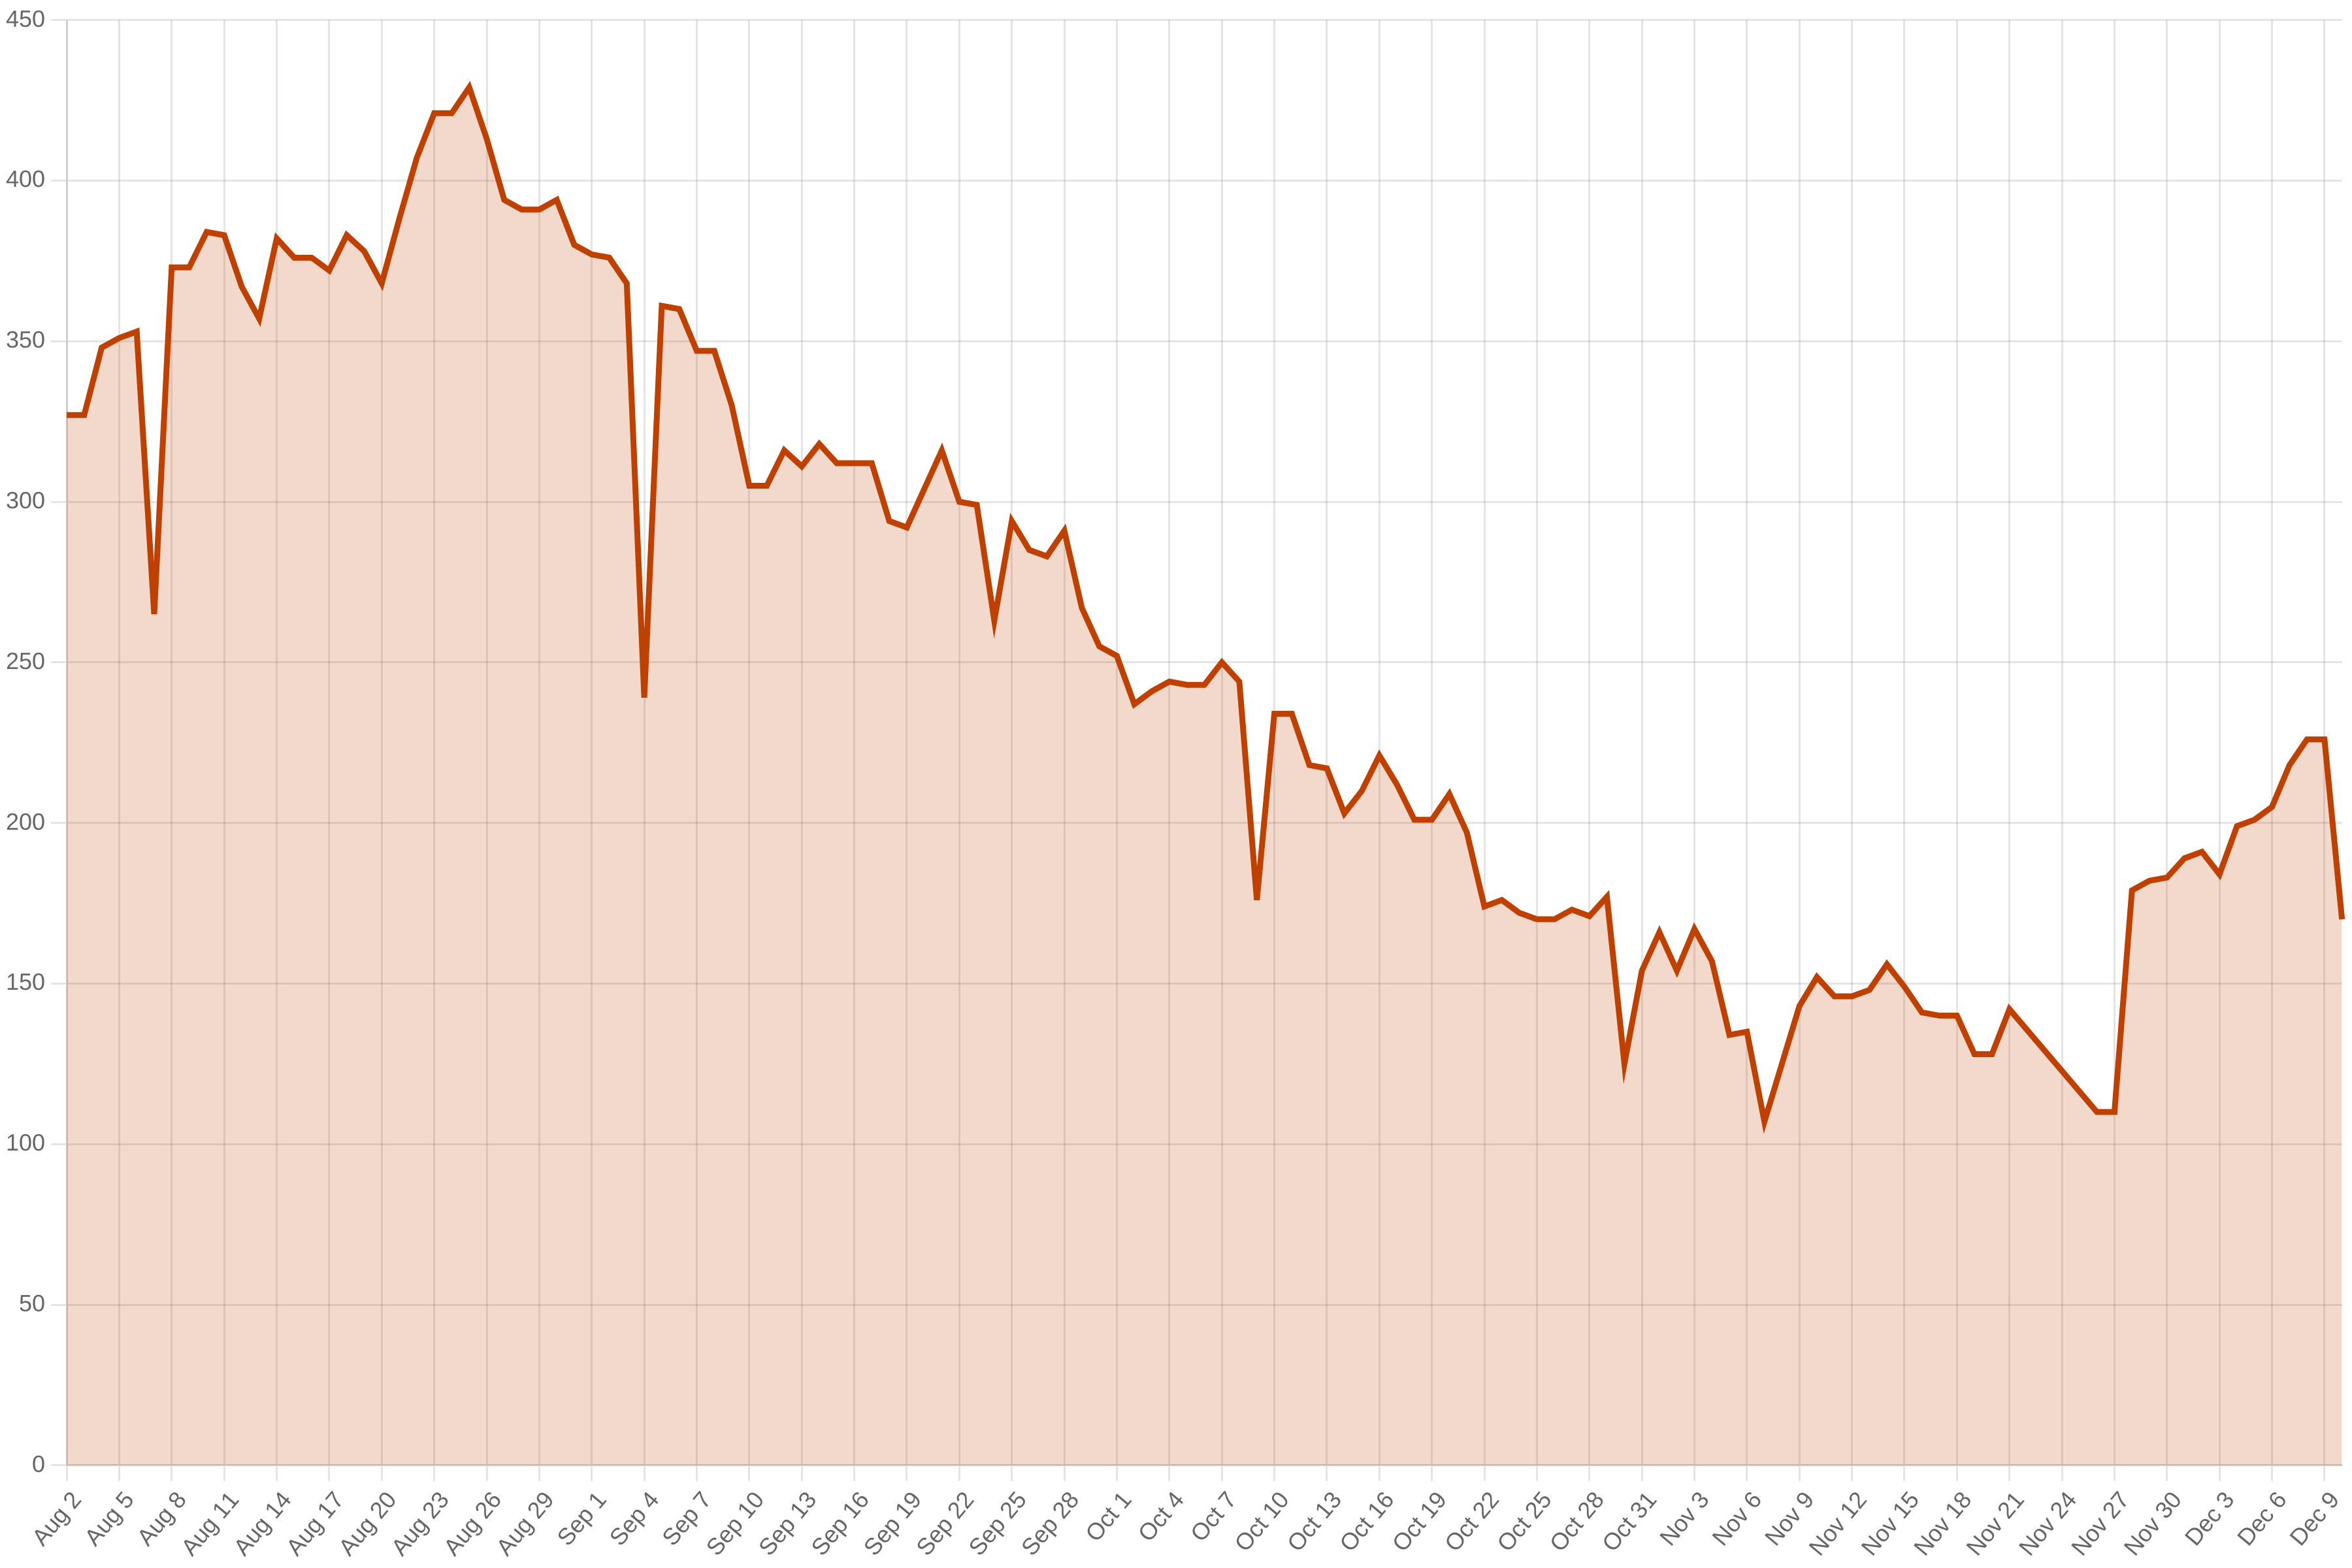 450
400
350
300
250
200
150
100
50
0
Aug 2
Aug 5
Aug 8
Aug 11
Aug 14
Aug 17
Aug 20
Aug 23
Aug 26
Aug 29
Sep 1
Sep 4
Sep 7
Sep 10
Sep 13
Sep 16
Sep 19
Sep 22
Sep 25
Sep 28
Oct 1
Oct 4
Oct 7
Oct 10
Oct 13
Oct 16
Oct 19
Oct 22
Oct 25
Oct 28
Oct 31
Nov 3
Nov 6
Nov 9
Nov 12
Nov 15
Nov 18
Nov 21
Nov 24
Nov 27
Nov 30
Dec 3
Dec 6
Dec 9